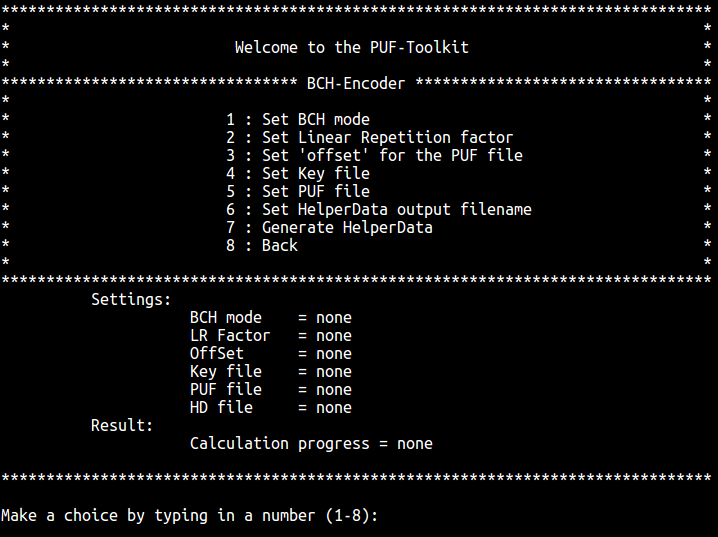 *******************************************************************************
*                                                                             *
*                         Welcome to the PUF-Toolkit                          *
*                                                                             *
********************************* BCH-Encoder *********************************
*                                                                             *
*                        1 : Set BCH mode                                     *
*                        2 : Set Linear Repetition factor                     *
*                        3 : Set 'offset' for the PUF file                    *
*                        4 : Set Key file                                     *
*                        5 : Set PUF file                                     *
*                        6 : Set HelperData output filename                   *
*                        7 : Generate HelperData                              *
*                        8 : Back                                             *
*                                                                             *
*******************************************************************************
          Settings:
                     BCH mode    = none
                     LR Factor   = none
                     OffSet      = none
                     Key file    = none
                     PUF file    = none
                     HD file     = none
          Result:
                     Calculation progress = none

*******************************************************************************

Make a choice by typing in a number (1-8):